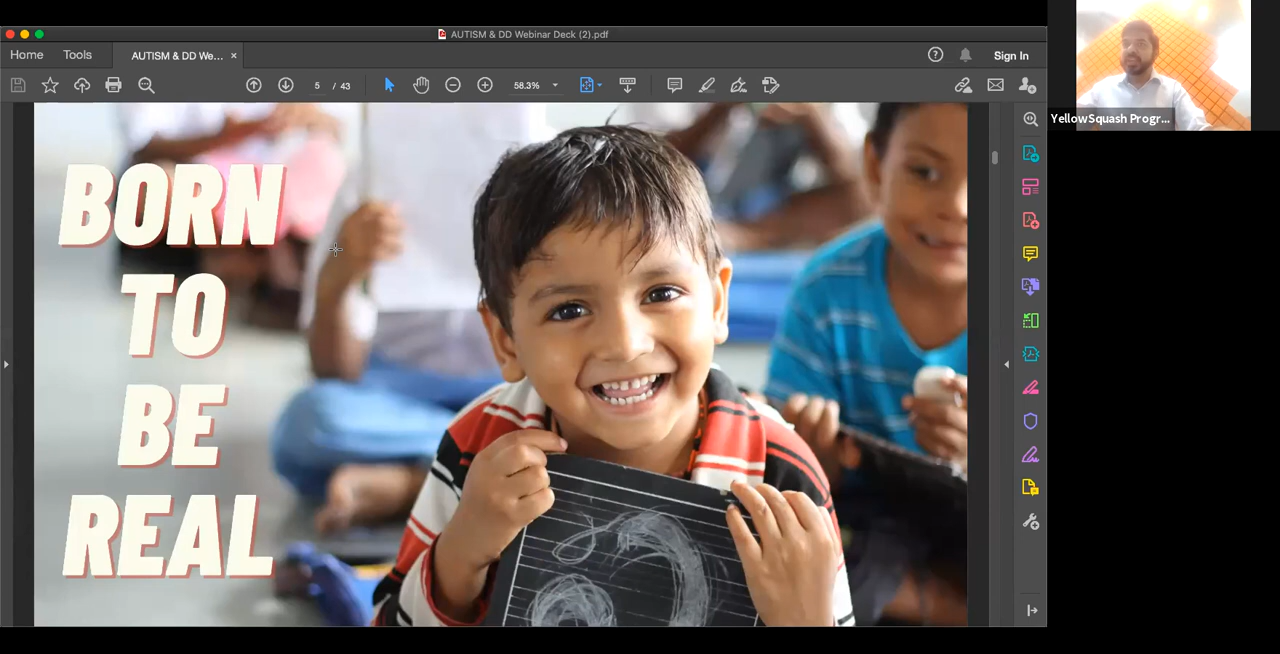 AUTISM & DD Webinar Deck (2).pdf
Home
Tools
AUTISM & DD We... ×
Sign In
5 / 43
58.3%
YellowSquash Progr...
BORN
TO
BE
REAL